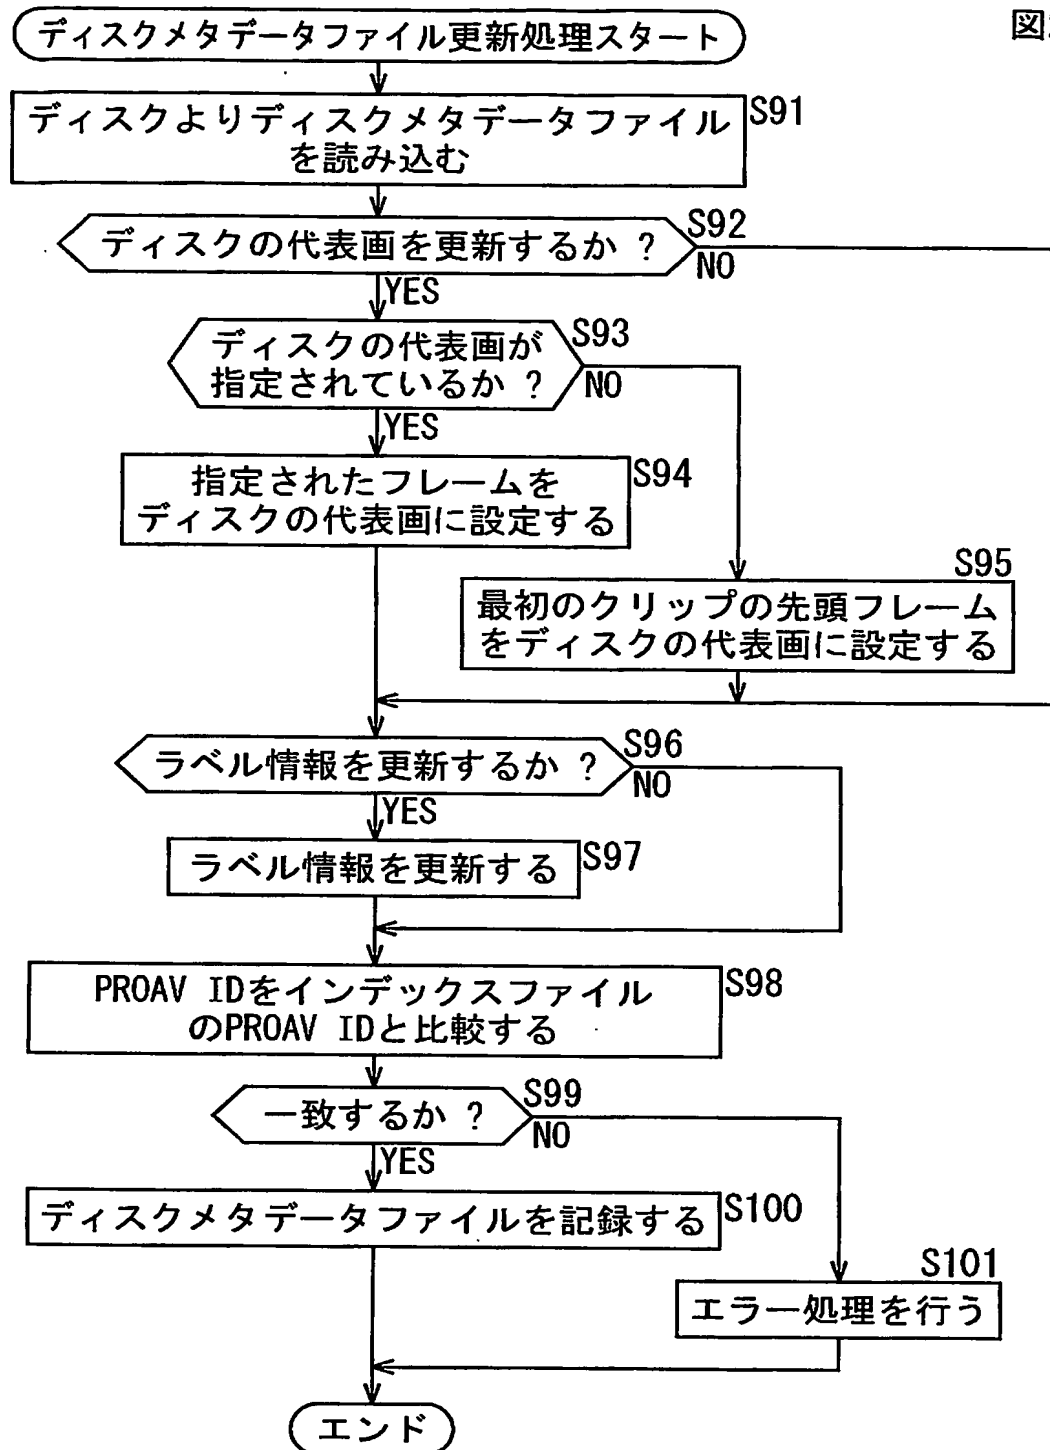 図
ディスクメタデータファイル更新処理スタート
S91
ディスクよりディスクメタデータファイル
を読み込む
S92
ディスクの代表画を更新するか ?
NO
YES
S93
ディスクの代表画が
指定されているか ?
NO
YES
S94
指定されたフレームを
ディスクの代表画に設定する
S95
最初のクリップの先頭フレーム
をディスクの代表画に設定する
S96
ラベル情報を更新するか ?
NO
YES
ラベル情報を更新する
S97
S98
PROAV IDをインデックスファイル
のPROAV IDと比較する
S99
一致するか ?
NO
YES
ディスクメタデータファイルを記録する
S100
S101
エラー処理を行う
エンド